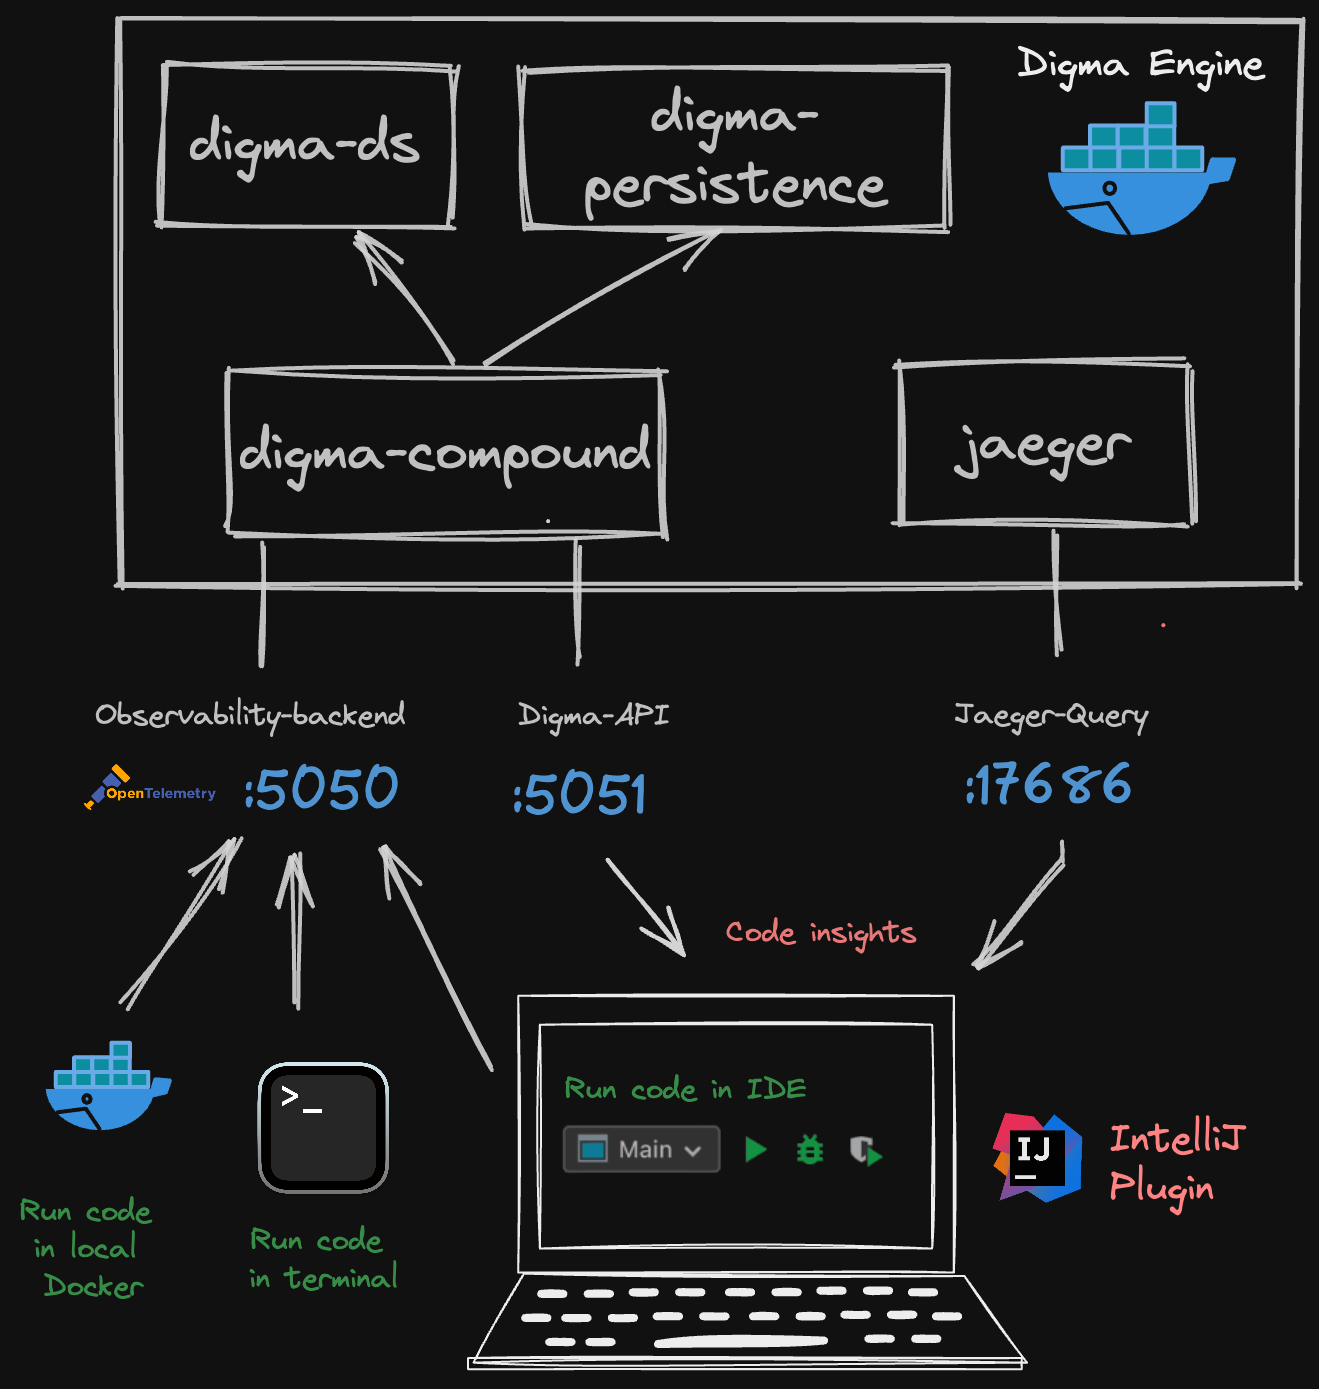 Digma Engine
digma-ds
digma-
persistence
digma-compound
jaeger
Observability-backend
OpenTelemetry
:5050
Digma-API
:5051
Jaeger-Query
:17686
Code insights
>_
Run code
in local
Docker
Run code
in terminal
Run code in IDE
Main
IJ
IntelliJ
Plugin